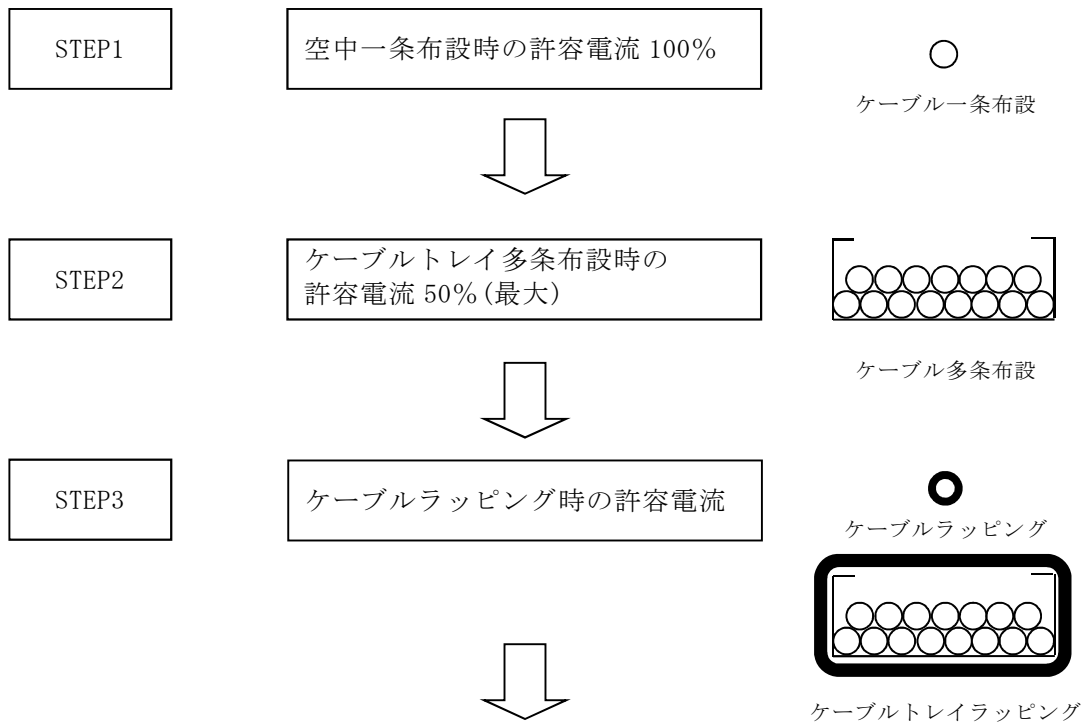 STEP1
空中一条布設時の許容電流 100%
ケーブル一条布設
STEP2
ケーブルトレイ多条布設時の
許容電流 50%(最大)
ケーブル多条布設
STEP3
ケーブルラッピング時の許容電流
ケーブルラッピング
ケーブルトレイラッピング